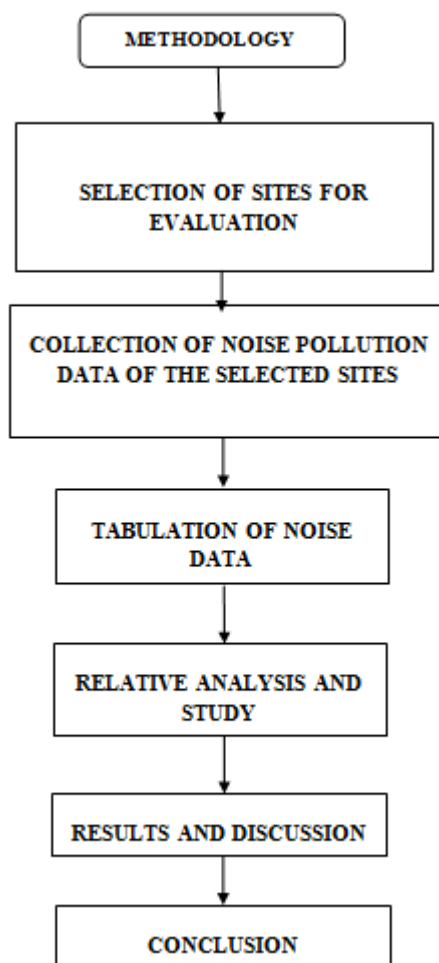 METHODOLOGY
SELECTION OF SITES FOR
EVALUATION
COLLECTION OF NOISE POLLUTION
DATA OF THE SELECTED SITES
TABULATION OF NOISE
DATA
RELATIVE ANALYSIS AND
STUDY
RESULTS AND DISCUSSION
CONCLUSION